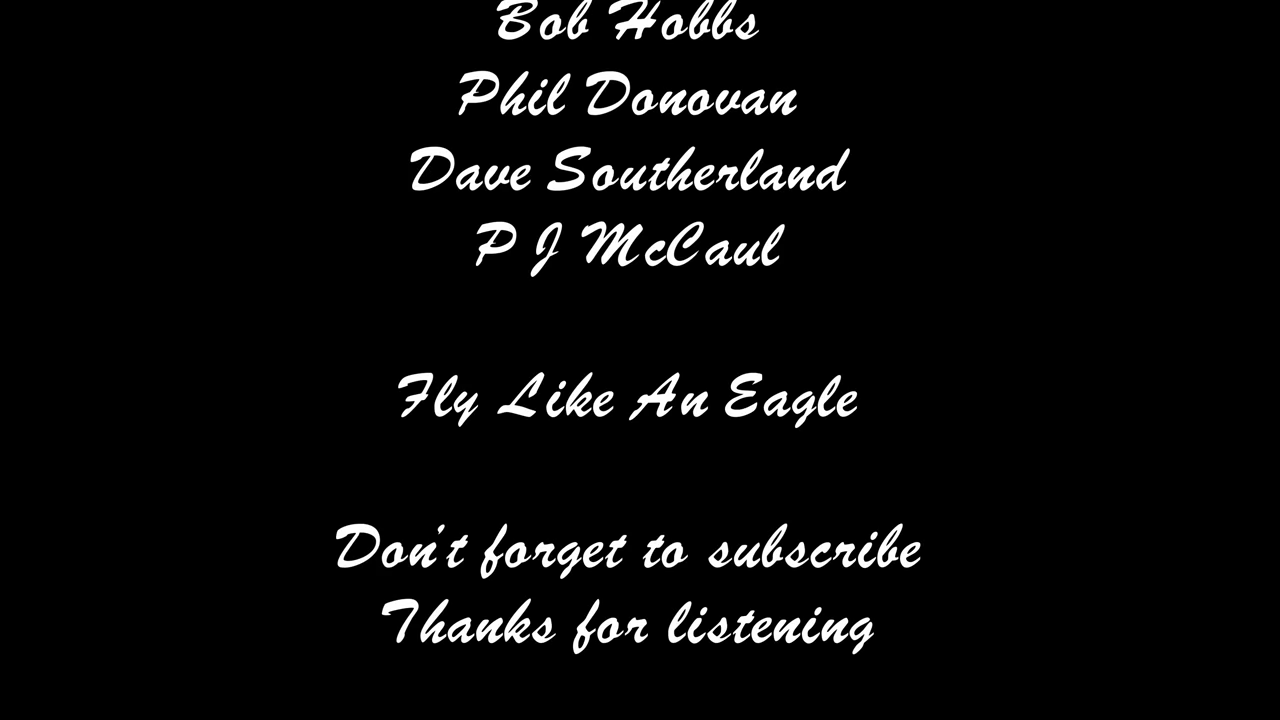 Bob Hobbs
Phil Donovan
Dave Southerland
P J McCaul
Fly Like An Eagle
Don't forget to subscribe
Thanks for listening